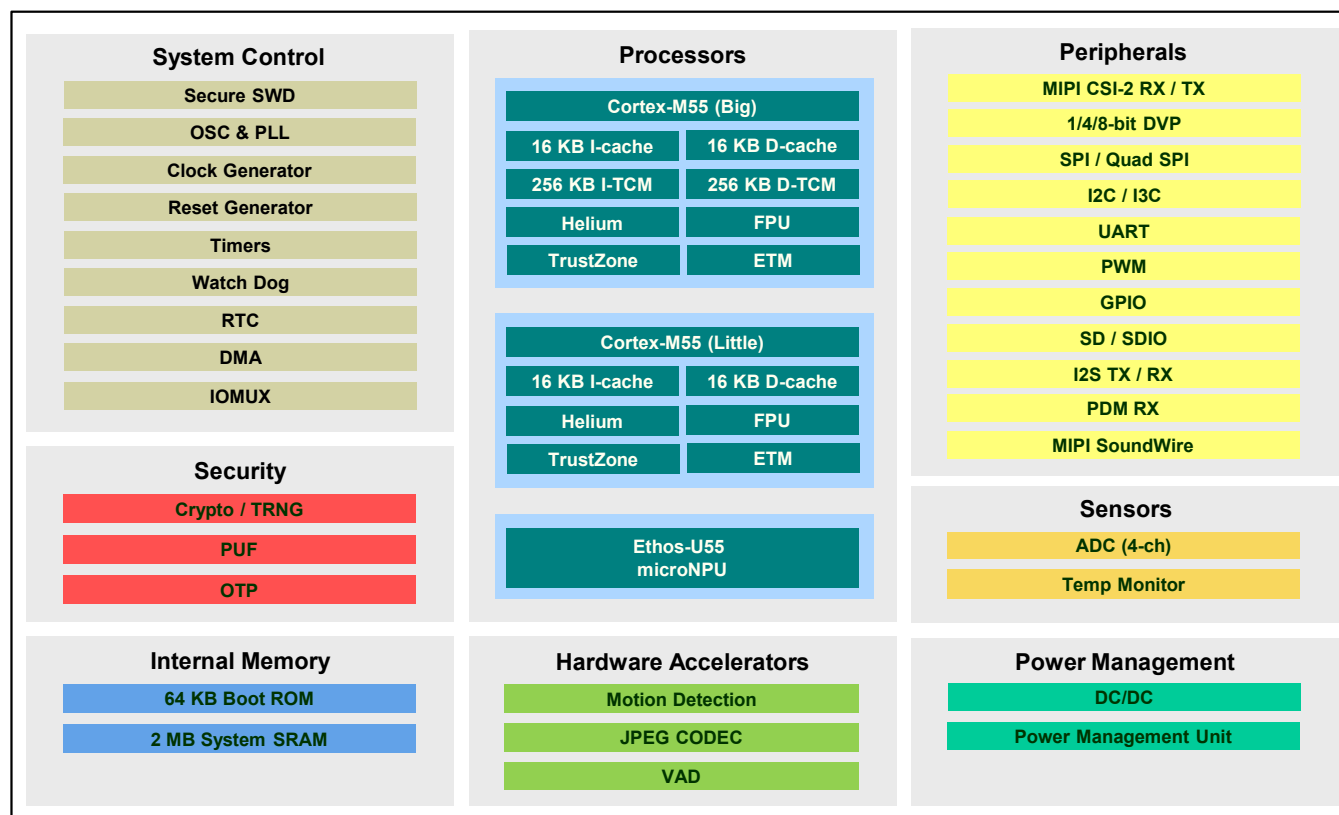 System Control
Secure SWD
OSC & PLL
Clock Generator
Reset Generator
Timers
Watch Dog
RTC
DMA
IOMUX
Security
Crypto / TRNG
PUF
OTP
Internal Memory
64 KB Boot ROM
2 MB System SRAM
Processors
Cortex-M55 (Big)
16 KB I-cache
16 KB D-cache
256 KB I-TCM
256 KB D-TCM
Helium
FPU
TrustZone
ETM
Cortex-M55 (Little)
16 KB I-cache
16 KB D-cache
Helium
FPU
TrustZone
ETM
Ethos-U55
microNPU
Hardware Accelerators
Motion Detection
JPEG CODEC
VAD
Peripherals
MIPI CSI-2 RX / TX
1/4/8-bit DVP
SPI / Quad SPI
I2C / I3C
UART
PWM
GPIO
SD / SDIO
I2S TX / RX
PDM RX
MIPI SoundWire
Sensors
ADC (4-ch)
Temp Monitor
Power Management
DC/DC
Power Management Unit